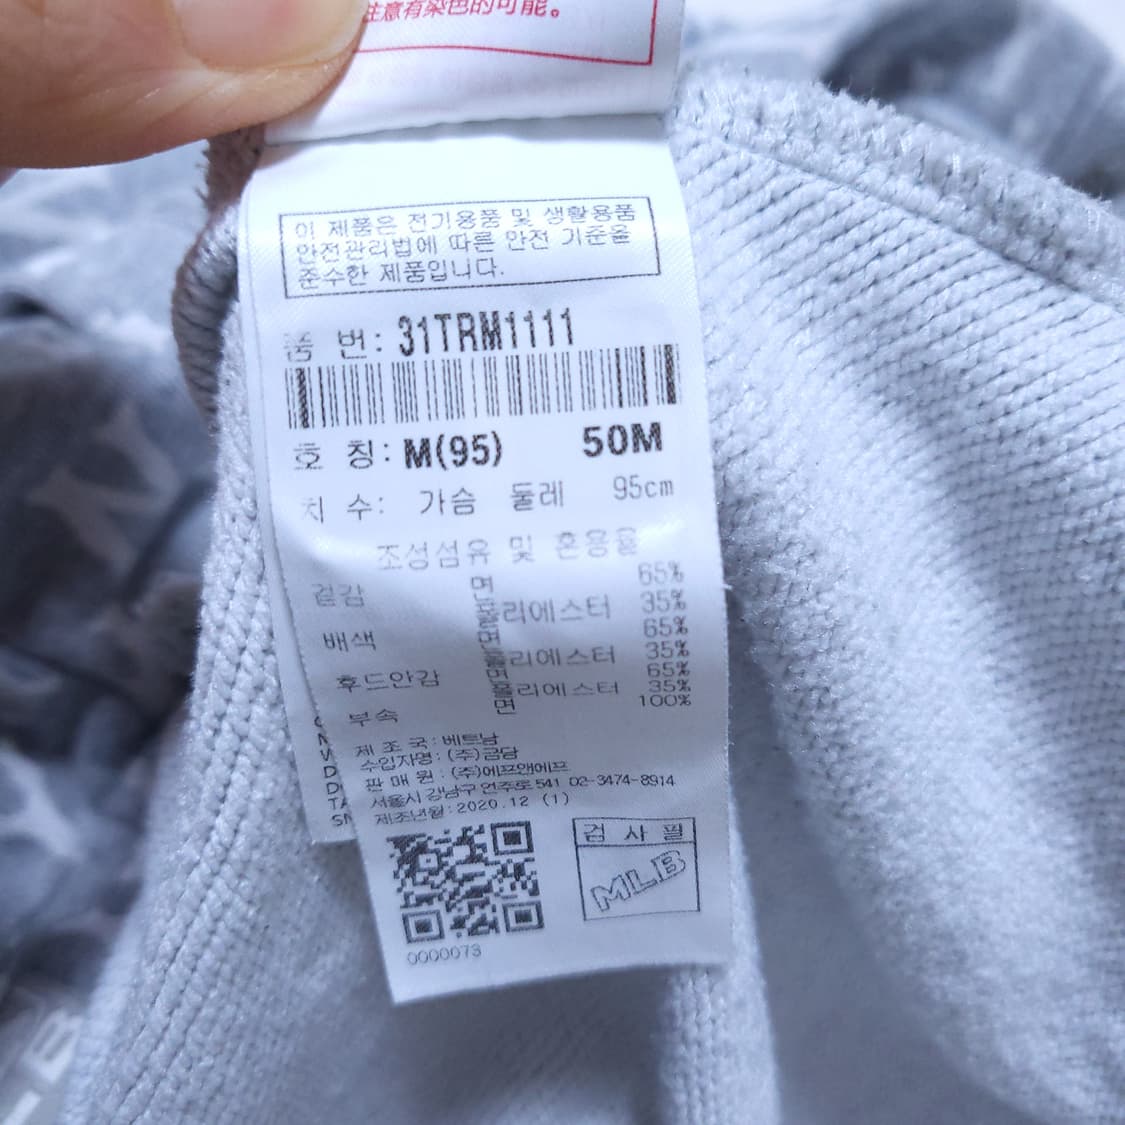 注意有染色的可能。
이 제품은 전기용품 및 생활용품
안전관리법에 따른 안전 기준을
준수한 제품입니다.
품 번: 31TRM1111
호 칭: M(95) 50M
치 수: 가슴 둘레 95cm
조성섬유 및 혼용율
겉감 면 65%
폴리에스터 35%
배색 면 65%
폴리에스터 35%
후드안감 면 65%
폴리에스터 35%
부속 면 100%
제 조 국 : 베트남
수입자명 : (주)금담
판 매 원 : (주)에프앤에프
서울시 강남구 언주로 541 02-3474-8914
제조년월 : 2020.12 (1)
검 사 필
MLB
0000073